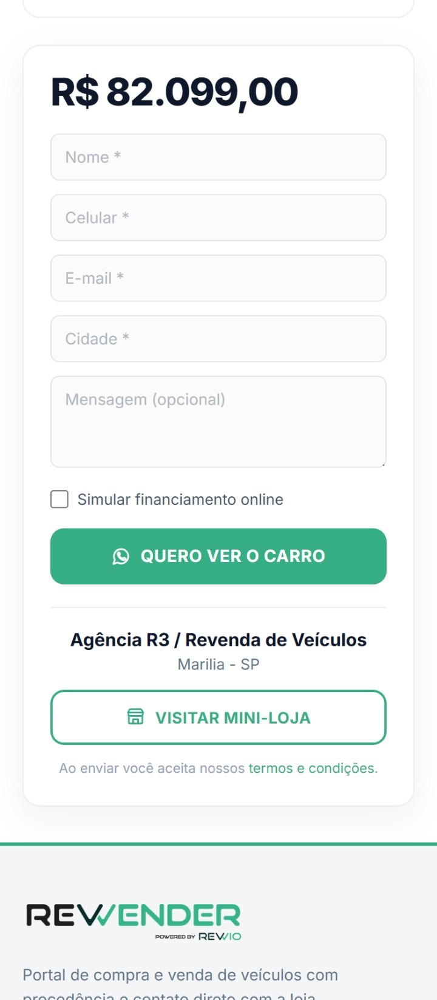 R$ 82.099,00
Nome *
Celular *
E-mail *
Cidade *
Mensagem (opcional)
Simular financiamento online
QUERO VER O CARRO
Agência R3 / Revenda de Veículos
Marilia - SP
VISITAR MINI-LOJA
Ao enviar você aceita nossos termos e condições.
REVVENDER
POWERED BY REVVIO
Portal de compra e venda de veículos com
procedência e contato direto com a loja